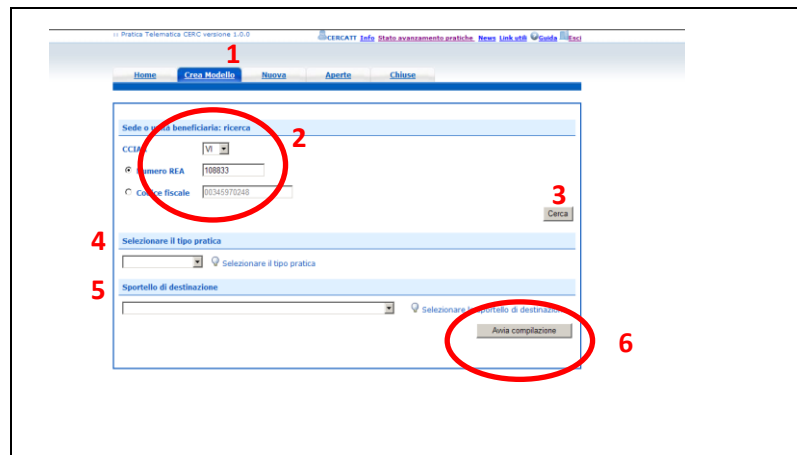 :: Pratica Telematica CERC versione 1.0.0 CERCATT Info Stato avanzamento pratiche News Link utili Guida Esci
1
Home Crea Modello Nuova Aperte Chiuse
Sede o unità beneficiaria: ricerca
2
CCIAA VI
Numero REA 108833
Codice fiscale 00345970248
3
Cerca
4 Selezionare il tipo pratica
Selezionare il tipo pratica
5 Sportello di destinazione
Selezionare lo sportello di destinazione
Avvia compilazione
6